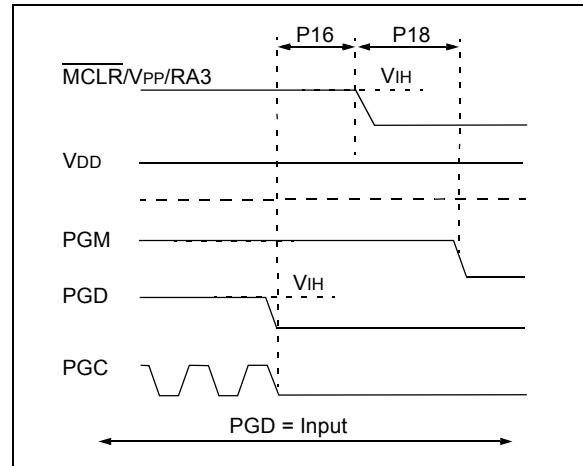 P16 P18
MCLR/VPP/RA3 VIH
VDD
PGM
PGD VIH
PGC
PGD = Input